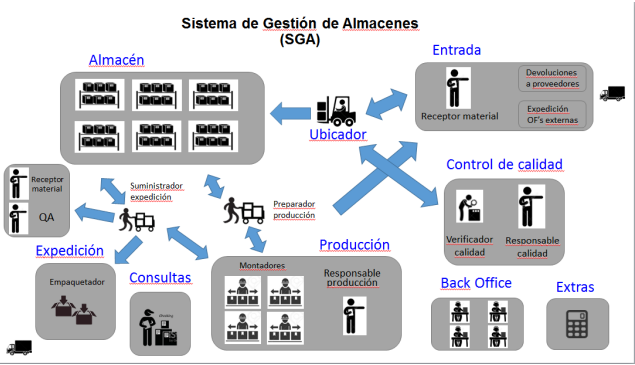 Sistema de Gestión de Almacenes
(SGA)
Almacén
Entrada
Receptor material
Devoluciones
a proveedores
Expedición
OF's externas
Ubicador
Control de calidad
Verificador
calidad
Responsable
calidad
Receptor
material
QA
Suministrador
expedición
Preparador
producción
Expedición
Empaquetador
Consultas
Producción
Montadores
Responsable
producción
Back Office
Extras